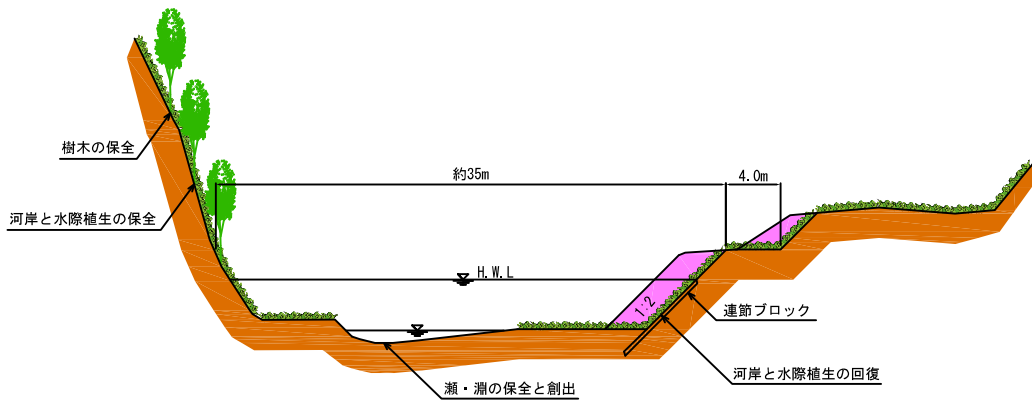 約35m
4.0m
樹木の保全
河岸と水際植生の保全
H.W.L
1:2
連節ブロック
河岸と水際植生の回復
瀬・淵の保全と創出